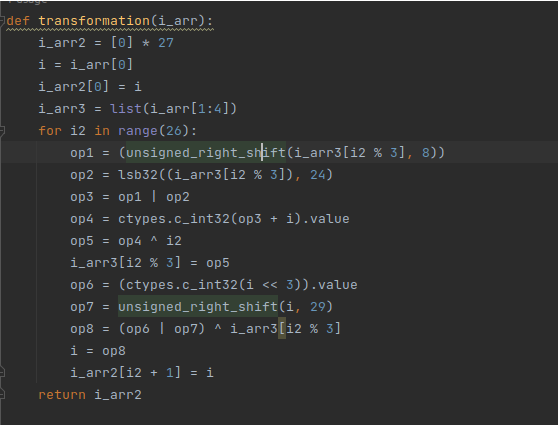 def transformation(i_arr):
    i_arr2 = [0] * 27
    i = i_arr[0]
    i_arr2[0] = i
    i_arr3 = list(i_arr[1:4])
    for i2 in range(26):
        op1 = (unsigned_right_shift(i_arr3[i2 % 3], 8))
        op2 = lsb32((i_arr3[i2 % 3]), 24)
        op3 = op1 | op2
        op4 = ctypes.c_int32(op3 + i).value
        op5 = op4 ^ i2
        i_arr3[i2 % 3] = op5
        op6 = (ctypes.c_int32(i << 3)).value
        op7 = unsigned_right_shift(i, 29)
        op8 = (op6 | op7) ^ i_arr3[i2 % 3]
        i = op8
        i_arr2[i2 + 1] = i
    return i_arr2